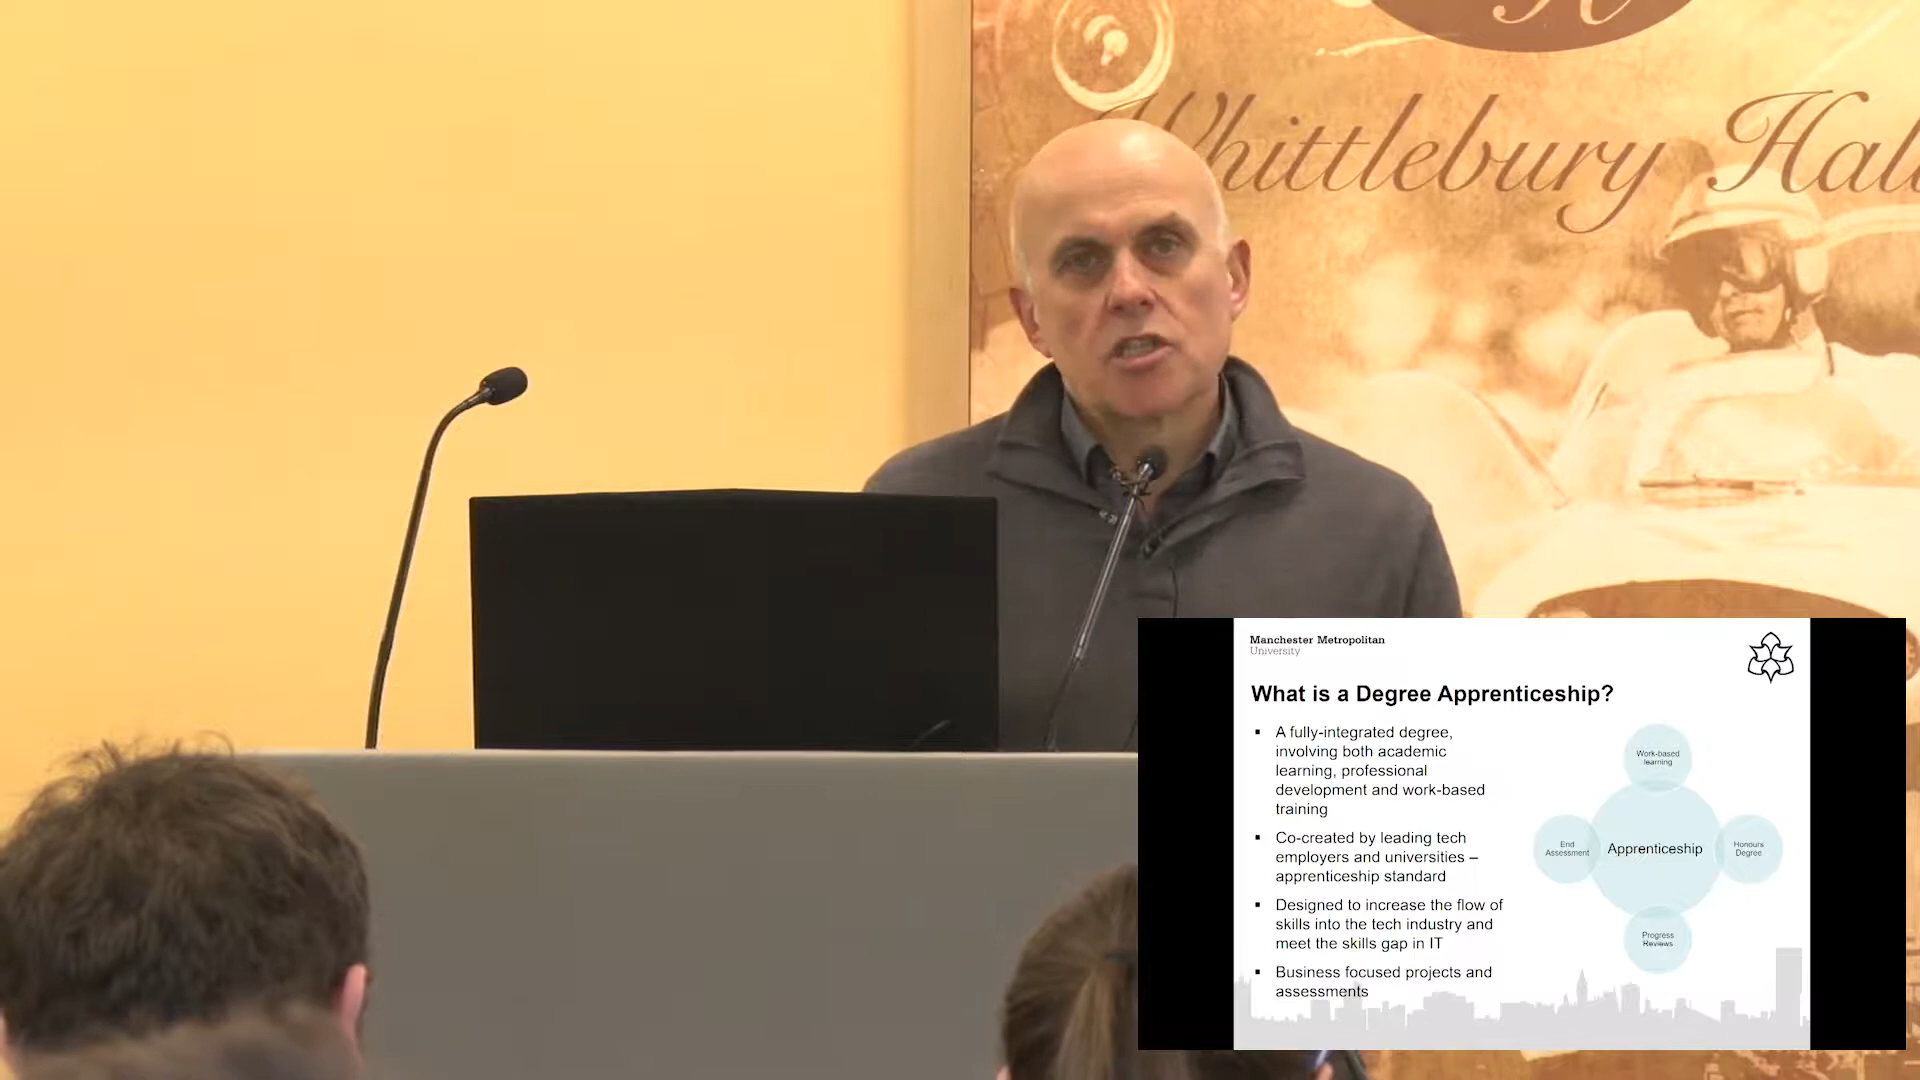 Whittlebury Hall
Manchester Metropolitan
University
What is a Degree Apprenticeship?
▪ A fully-integrated degree,
involving both academic
learning, professional
development and work-based
training
▪ Co-created by leading tech
employers and universities –
apprenticeship standard
▪ Designed to increase the flow of
skills into the tech industry and
meet the skills gap in IT
▪ Business focused projects and
assessments
Work-based
learning
End
Assessment
Apprenticeship
Honours
Degree
Progress
Reviews